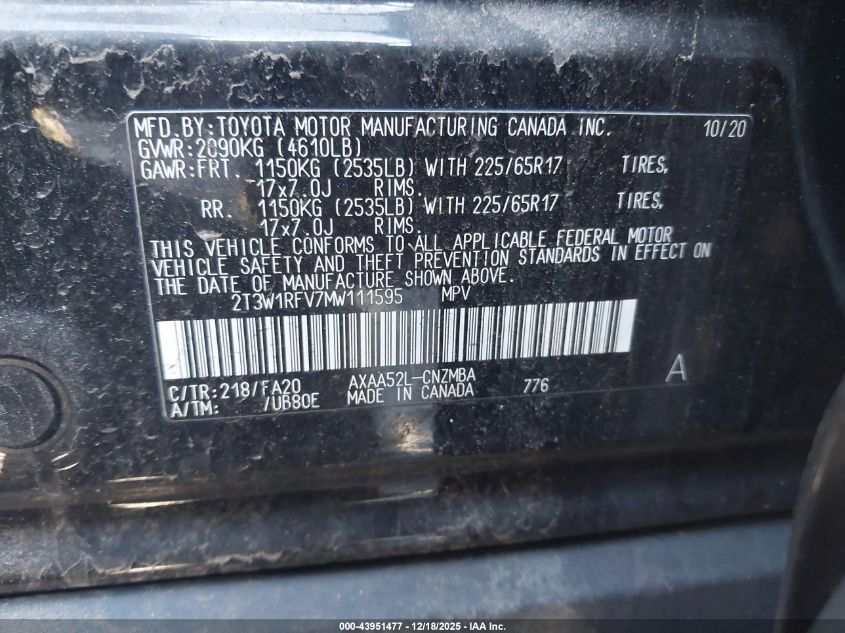 MFD.BY:TOYOTA MOTOR MANUFACTURING CANADA INC. 10/20
GVWR:2090KG (4610LB)
GAWR:FRT. 1150KG (2535LB) WITH 225/65R17 TIRES,
17x7.0J RIMS.
RR. 1150KG (2535LB) WITH 225/65R17 TIRES,
17x7.0J RIMS.
THIS VEHICLE CONFORMS TO ALL APPLICABLE FEDERAL MOTOR
VEHICLE SAFETY AND THEFT PREVENTION STANDARDS IN EFFECT ON
THE DATE OF MANUFACTURE SHOWN ABOVE.
2T3W1RFV7MW111595 MPV
C/TR:218/FA20 AXAA52L-CNZMBA 776 A
A/TM: /UB80E MADE IN CANADA
000-43951477 - 12/18/2025 - IAA Inc.